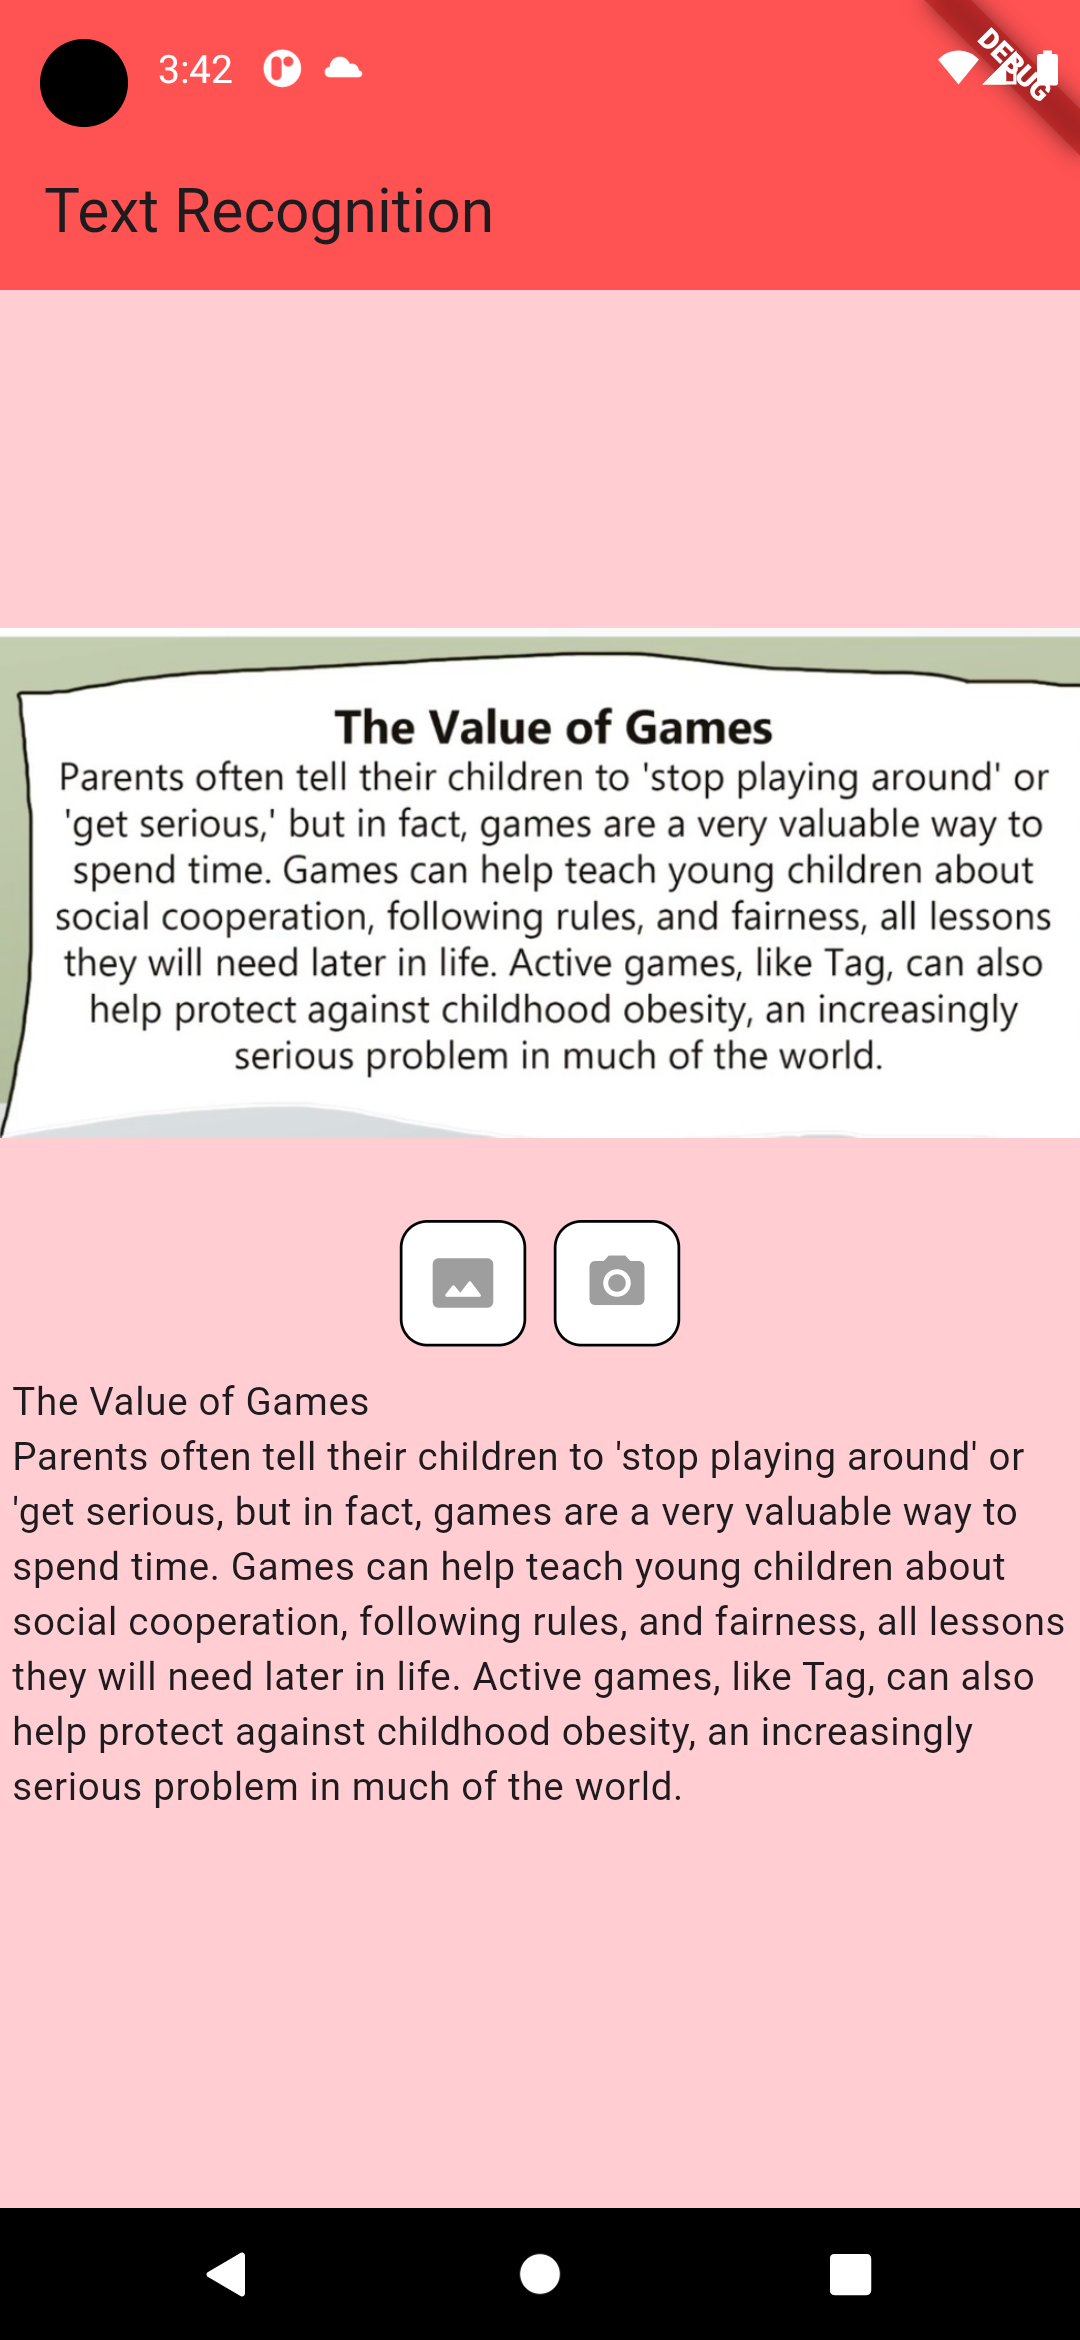 3:42
DEBUG
Text Recognition
The Value of Games
Parents often tell their children to 'stop playing around' or
'get serious,' but in fact, games are a very valuable way to
spend time. Games can help teach young children about
social cooperation, following rules, and fairness, all lessons
they will need later in life. Active games, like Tag, can also
help protect against childhood obesity, an increasingly
serious problem in much of the world.
The Value of Games
Parents often tell their children to 'stop playing around' or
'get serious, but in fact, games are a very valuable way to
spend time. Games can help teach young children about
social cooperation, following rules, and fairness, all lessons
they will need later in life. Active games, like Tag, can also
help protect against childhood obesity, an increasingly
serious problem in much of the world.